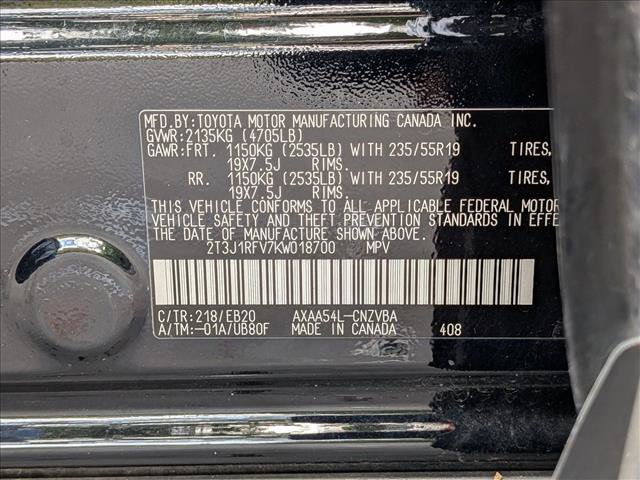 MFD.BY:TOYOTA MOTOR MANUFACTURING CANADA INC.
GVWR:2135KG (4705LB)
GAWR:FRT. 1150KG (2535LB) WITH 235/55R19 TIRES,
19X7.5J RIMS.
RR. 1150KG (2535LB) WITH 235/55R19 TIRES,
19X7.5J RIMS.
THIS VEHICLE CONFORMS TO ALL APPLICABLE FEDERAL MOTOR
VEHICLE SAFETY AND THEFT PREVENTION STANDARDS IN EFFE
THE DATE OF MANUFACTURE SHOWN ABOVE.
2T3J1RFV7KW018700 MPV
C/TR:218/EB20 AXAA54L-CNZVBA
A/TM:-01A/UB80F MADE IN CANADA 408